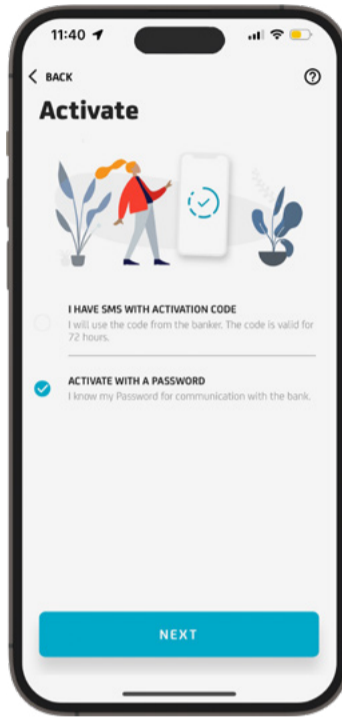 11:40
BACK
Activate
I HAVE SMS WITH ACTIVATION CODE
I will use the code from the banker. The code is valid for
72 hours.
ACTIVATE WITH A PASSWORD
I know my Password for communication with the bank.
NEXT